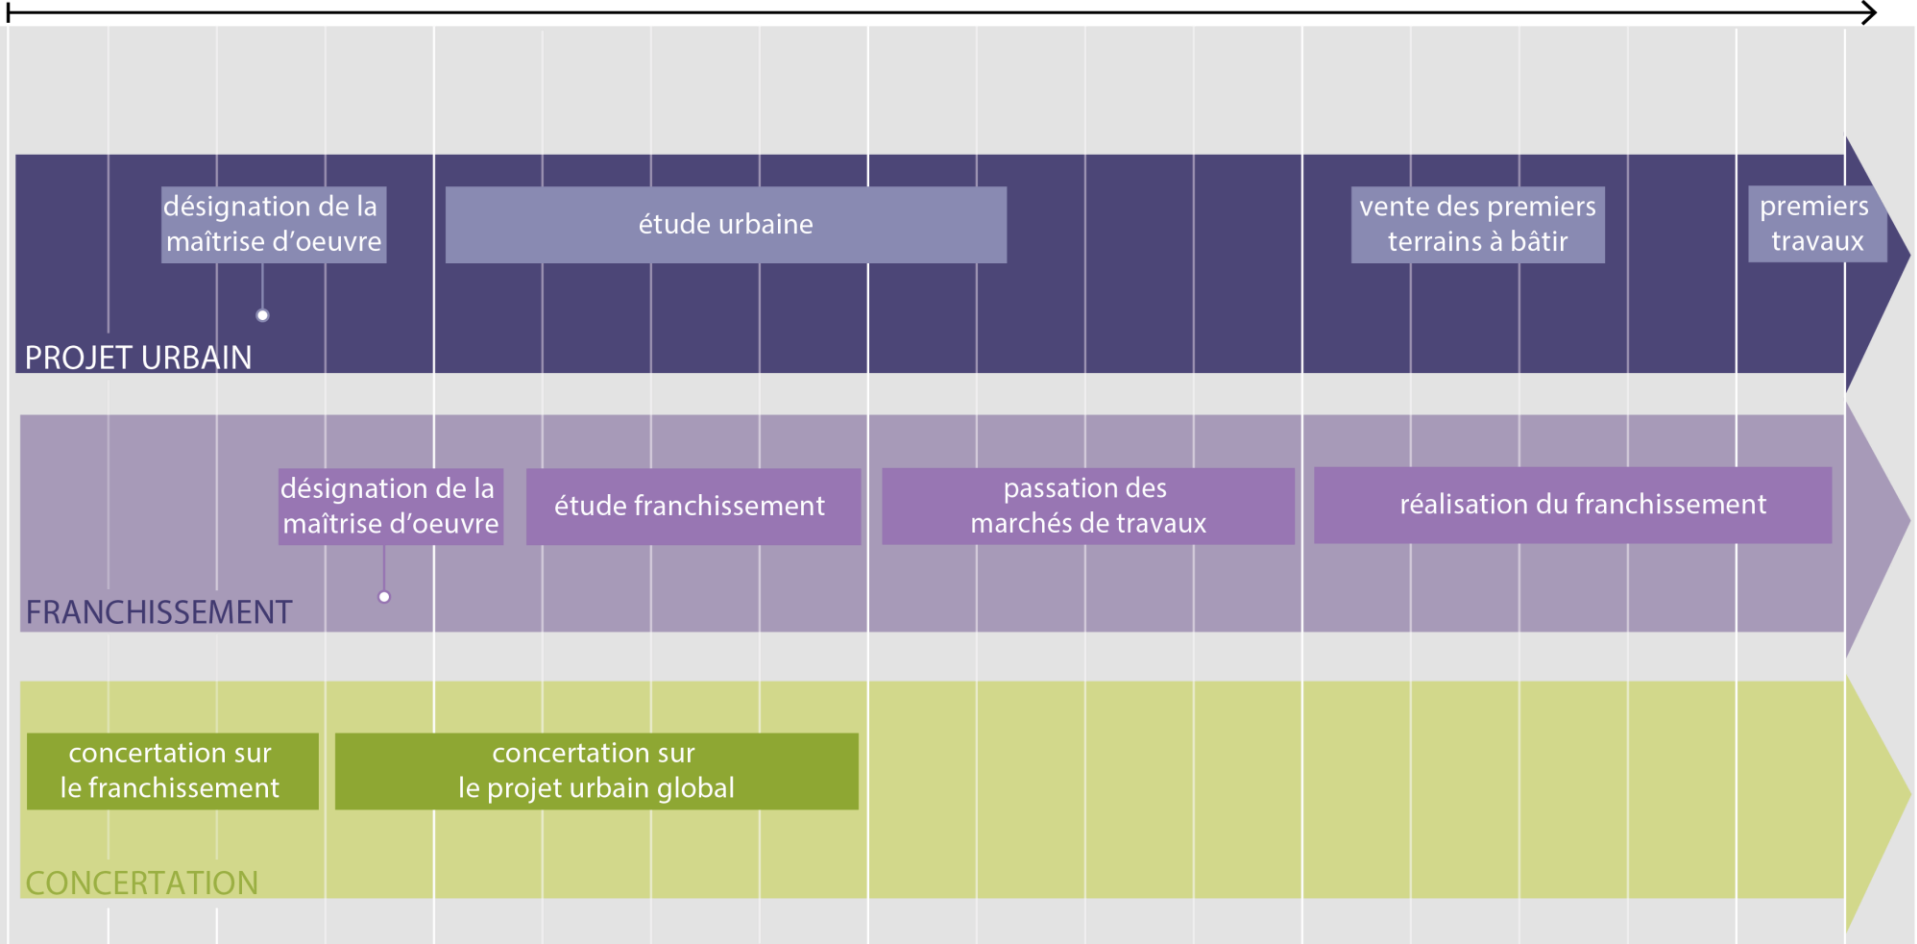 désignation de la
maîtrise d'oeuvre
étude urbaine
vente des premiers
terrains à bâtir
premiers
travaux
PROJET URBAIN
désignation de la
maîtrise d'oeuvre
étude franchissement
passation des
marchés de travaux
réalisation du franchissement
FRANCHISSEMENT
concertation sur
le franchissement
concertation sur
le projet urbain global
CONCERTATION